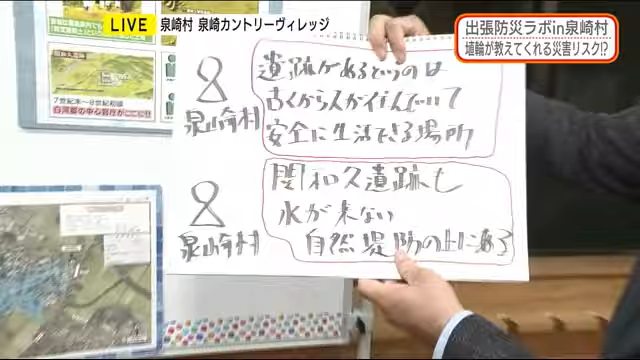 LIVE 泉崎村 泉崎カントリーヴィレッジ
出張防災ラボin泉崎村
埴輪が教えてくれる災害リスク!?
7世紀末~8世紀初頭
白河郡の中心官庁がここに!!
泉崎村
遺跡があるというのは
古くから人が住んでいて
安全に生活できる場所
泉崎村
関和久遺跡も
水が来ない
自然堤防の上にある